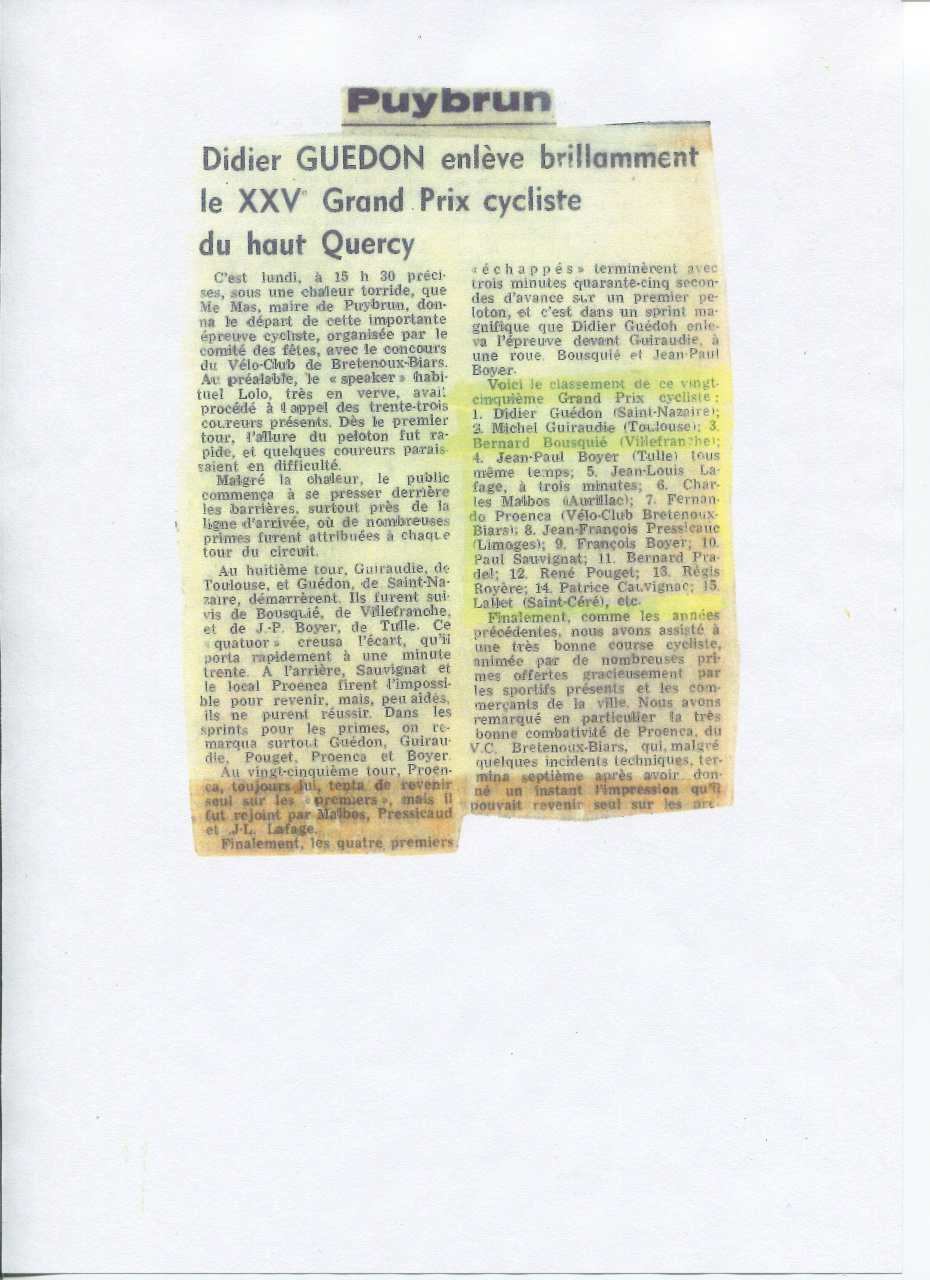 Puybrun
Didier GUEDON enlève brillamment
le XXVe Grand Prix cycliste
du haut Quercy
C'est lundi, à 15 h 30 préci-
ses, sous une chaleur torride, que
Me Mas, maire de Puybrun, don-
na le départ de cette importante
épreuve cycliste, organisée par le
comité des fêtes, avec le concours
du Vélo-Club de Bretenoux-Biars.
Au préalable, le « speaker » habi-
tuel Lolo, très en verve, avait
procédé à l'appel des trente-trois
coureurs présents. Dès le premier
tour, l'allure du peloton fut ra-
pide, et quelques coureurs parais-
saient en difficulté.
Malgré la chaleur, le public
commença à se presser derrière
les barrières, surtout près de la
ligne d'arrivée, où de nombreuses
primes furent attribuées à chaque
tour du circuit.
Au huitième tour, Guiraudie, de
Toulouse, et Guédon, de Saint-Na-
zaire, démarrèrent. Ils furent sui-
vis de Bousquié, de Villefranche,
et de J.-P. Boyer, de Tulle. Ce
« quatuor » creusa l'écart, qu'il
porta rapidement à une minute
trente. A l'arrière, Sauvignat et
le local Proenca firent l'impossi-
ble pour revenir, mais, peu aidés,
ils ne purent réussir. Dans les
sprints pour les primes, on re-
marqua surtout Guédon, Guirau-
die, Pouget, Proenca et Boyer.
Au vingt-cinquième tour, Proen-
ca, toujours lui, tenta de revenir
seul sur les « premiers », mais il
fut rejoint par Malbos, Pressicaud
et J.-L. Lafage.
Finalement, les quatre premiers
« échappés » terminèrent avec
trois minutes quarante-cinq secon-
des d'avance sur un premier pe-
loton, et c'est dans un sprint ma-
gnifique que Didier Guédon enle-
va l'épreuve devant Guiraudie, à
une roue, Bousquié et Jean-Paul
Boyer.
Voici le classement de ce vingt-
cinquième Grand Prix cycliste :
1. Didier Guédon (Saint-Nazaire);
2. Michel Guiraudie (Toulouse); 3.
Bernard Bousquié (Villefranche);
4. Jean-Paul Boyer (Tulle) tous
même temps; 5. Jean-Louis La-
fage, à trois minutes; 6. Char-
les Malbos (Aurillac); 7. Fernan-
do Proenca (Vélo-Club Bretenoux-
Biars); 8. Jean-François Pressicaud
(Limoges); 9. François Boyer; 10.
Paul Sauvignat; 11. Bernard Pra-
del; 12. René Pouget; 13. Régis
Royère; 14. Patrice Cauvignac; 15.
Lallet (Saint-Céré), etc.
Finalement, comme les années
précédentes, nous avons assisté à
une très bonne course cycliste,
animée par de nombreuses pri-
mes offertes gracieusement par
les sportifs présents et les com-
merçants de la ville. Nous avons
remarqué en particulier la très
bonne combativité de Proenca, du
V.C. Bretenoux-Biars, qui, malgré
quelques incidents techniques, ter-
mina septième après avoir don-
né un instant l'impression qu'il
pouvait revenir seul sur les pre-